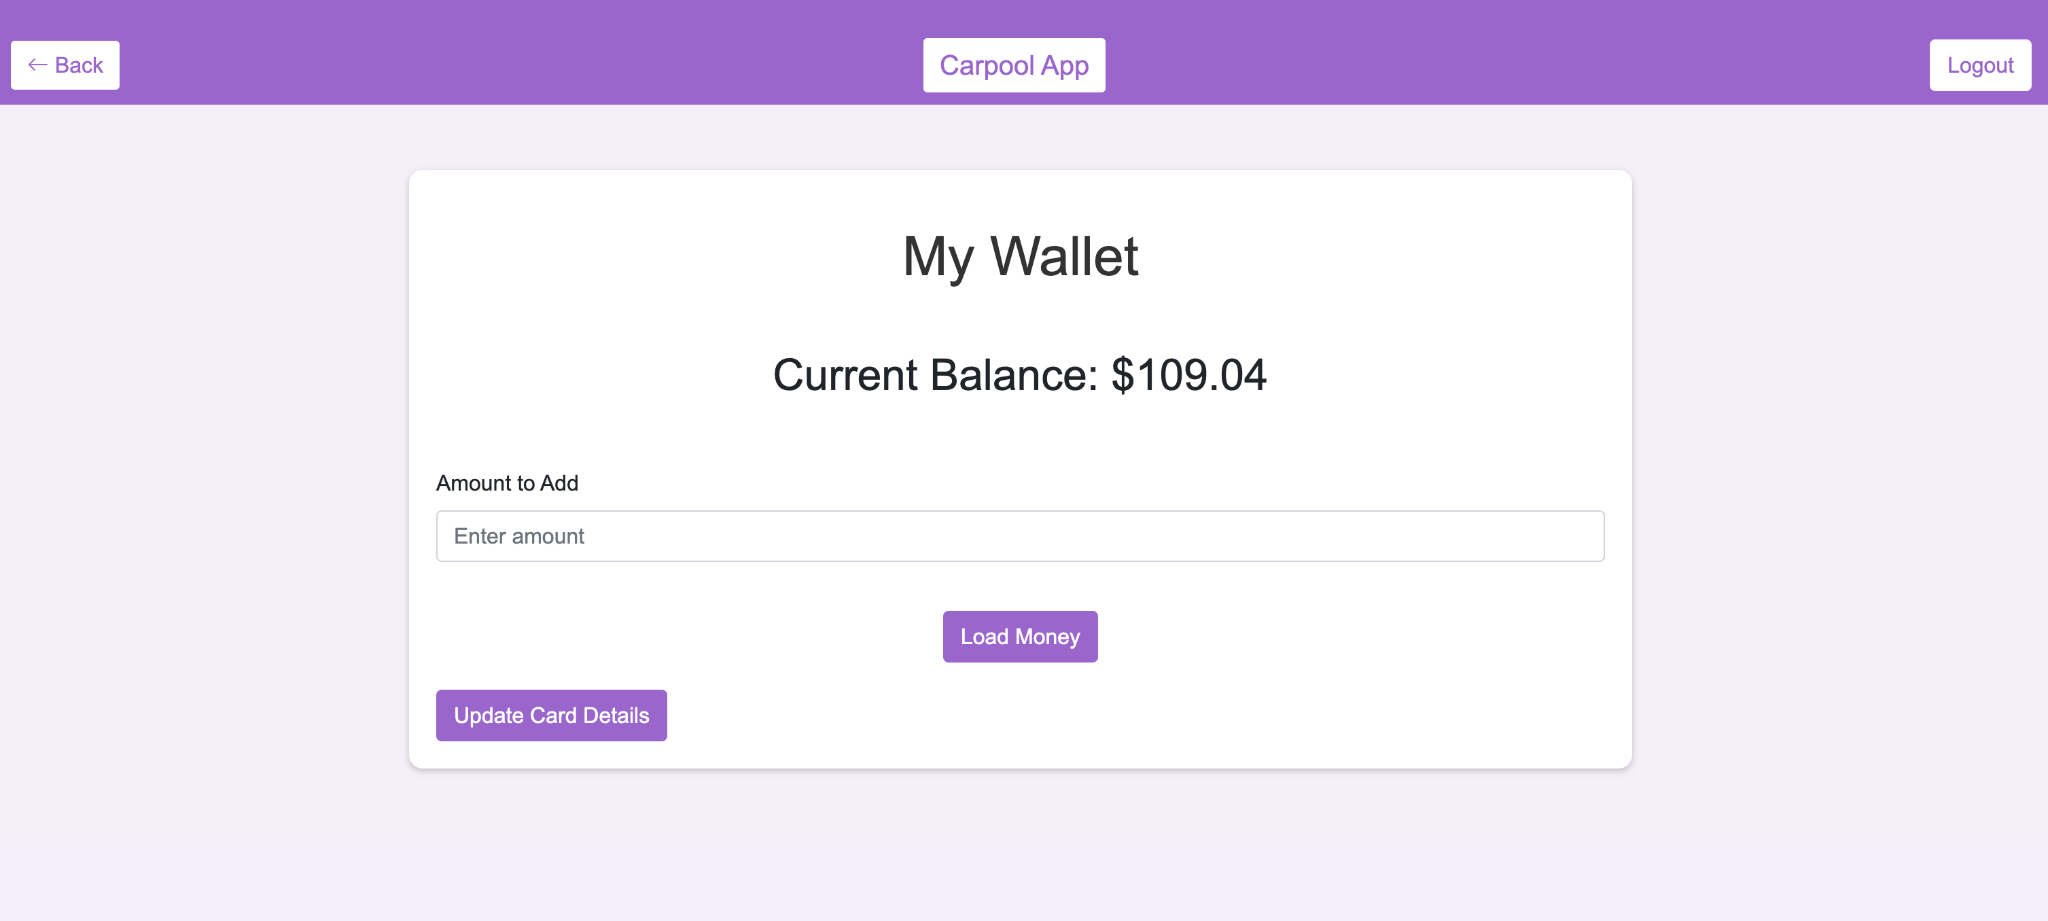 ← Back
Carpool App
Logout
My Wallet
Current Balance: $109.04
Amount to Add
Enter amount
Load Money
Update Card Details